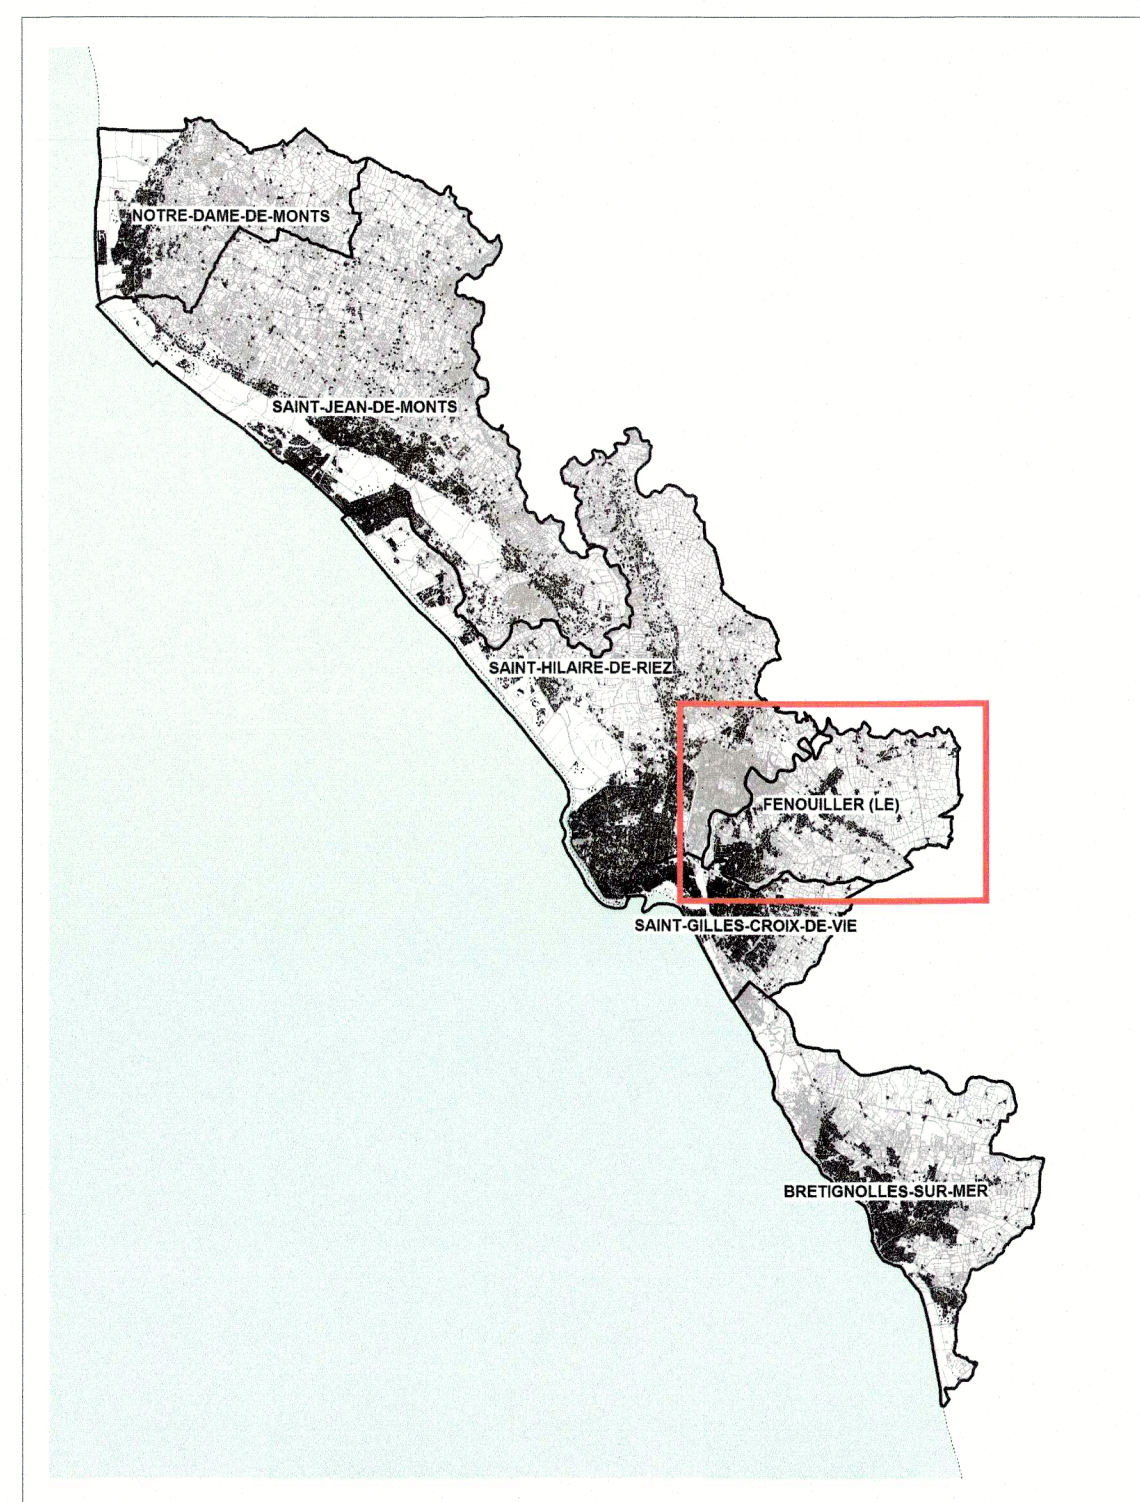 NOTRE-DAME-DE-MONTS
SAINT-JEAN-DE-MONTS
SAINT-HILAIRE-DE-RIEZ
FENOUILLER (LE)
SAINT-GILLES-CROIX-DE-VIE
BRETIGNOLLES-SUR-MER